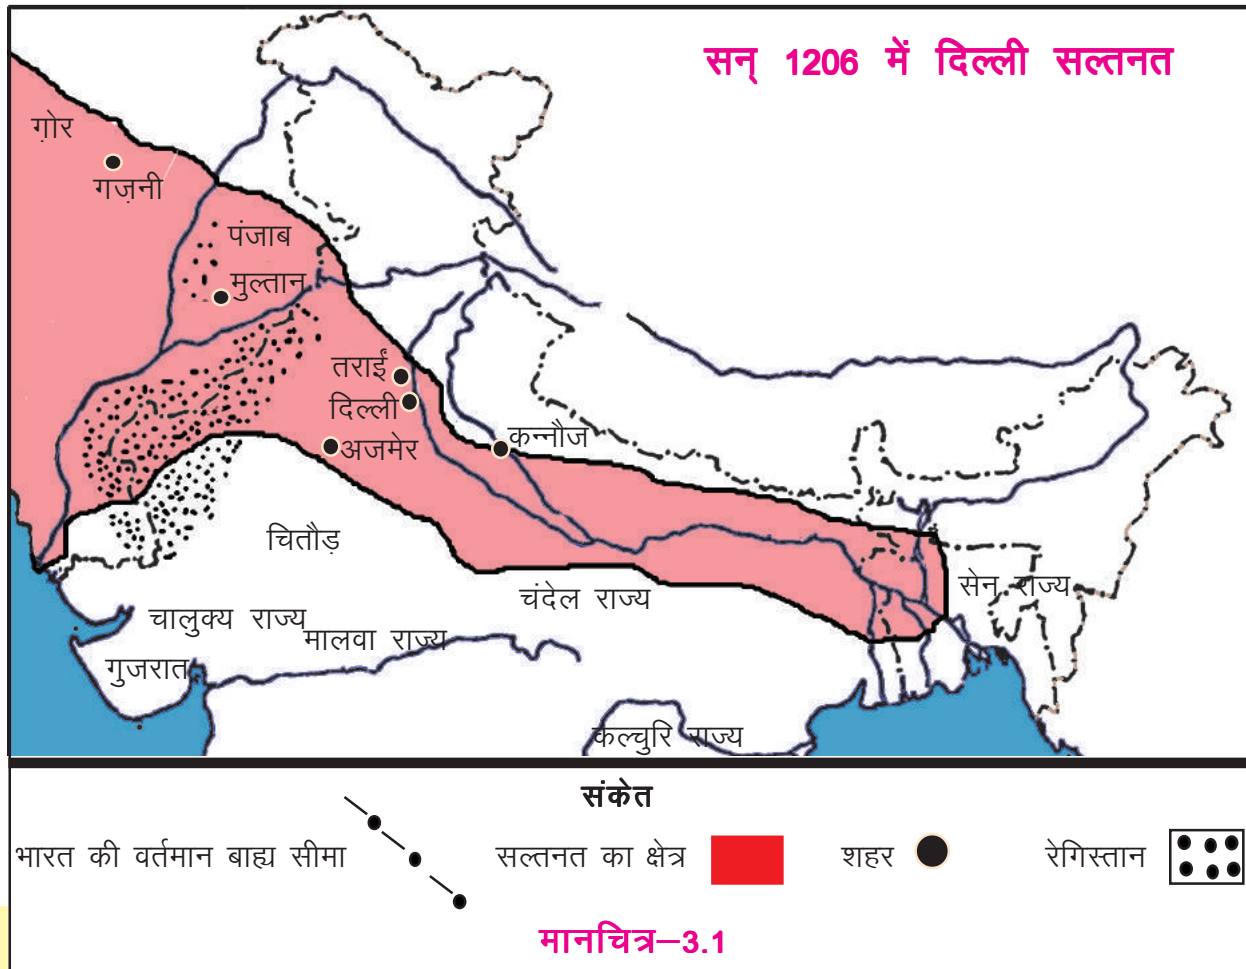 सन् 1206 में दिल्ली सल्तनत
ग़ोर
गज़नी
पंजाब
मुल्तान
तराईं
दिल्ली
अजमेर
कन्नौज
चितौड़
चंदेल राज्य
सेन राज्य
चालुक्य राज्य
मालवा राज्य
गुजरात
कल्चुरि राज्य
संकेत
भारत की वर्तमान बाह्य सीमा सल्तनत का क्षेत्र शहर रेगिस्तान
मानचित्र–3.1